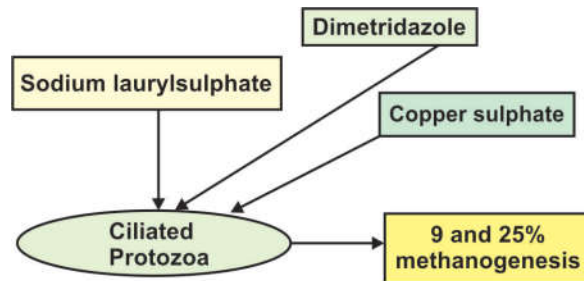 Dimetridazole
Sodium laurylsulphate
Copper sulphate
Ciliated
Protozoa
9 and 25%
methanogenesis